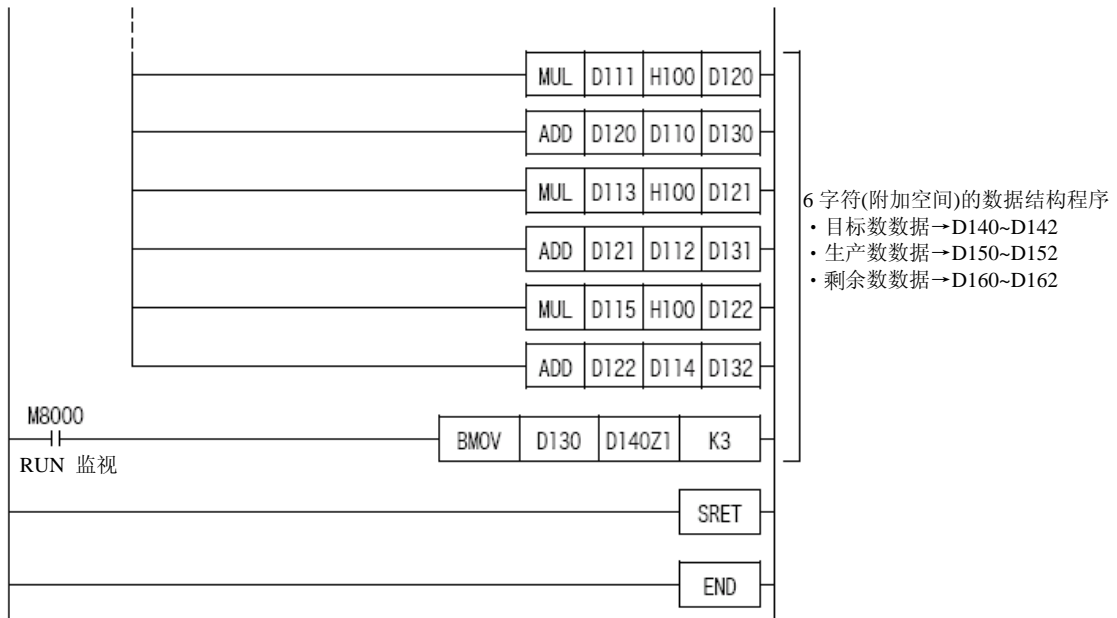 MUL D111 H100 D120
ADD D120 D110 D130
MUL D113 H100 D121
ADD D121 D112 D131
MUL D115 H100 D122
ADD D122 D114 D132
6 字符(附加空间)的数据结构程序
・目标数数据→D140~D142
・生产数数据→D150~D152
・剩余数数据→D160~D162
M8000
RUN 监视
BMOV D130 D140Z1 K3
SRET
END